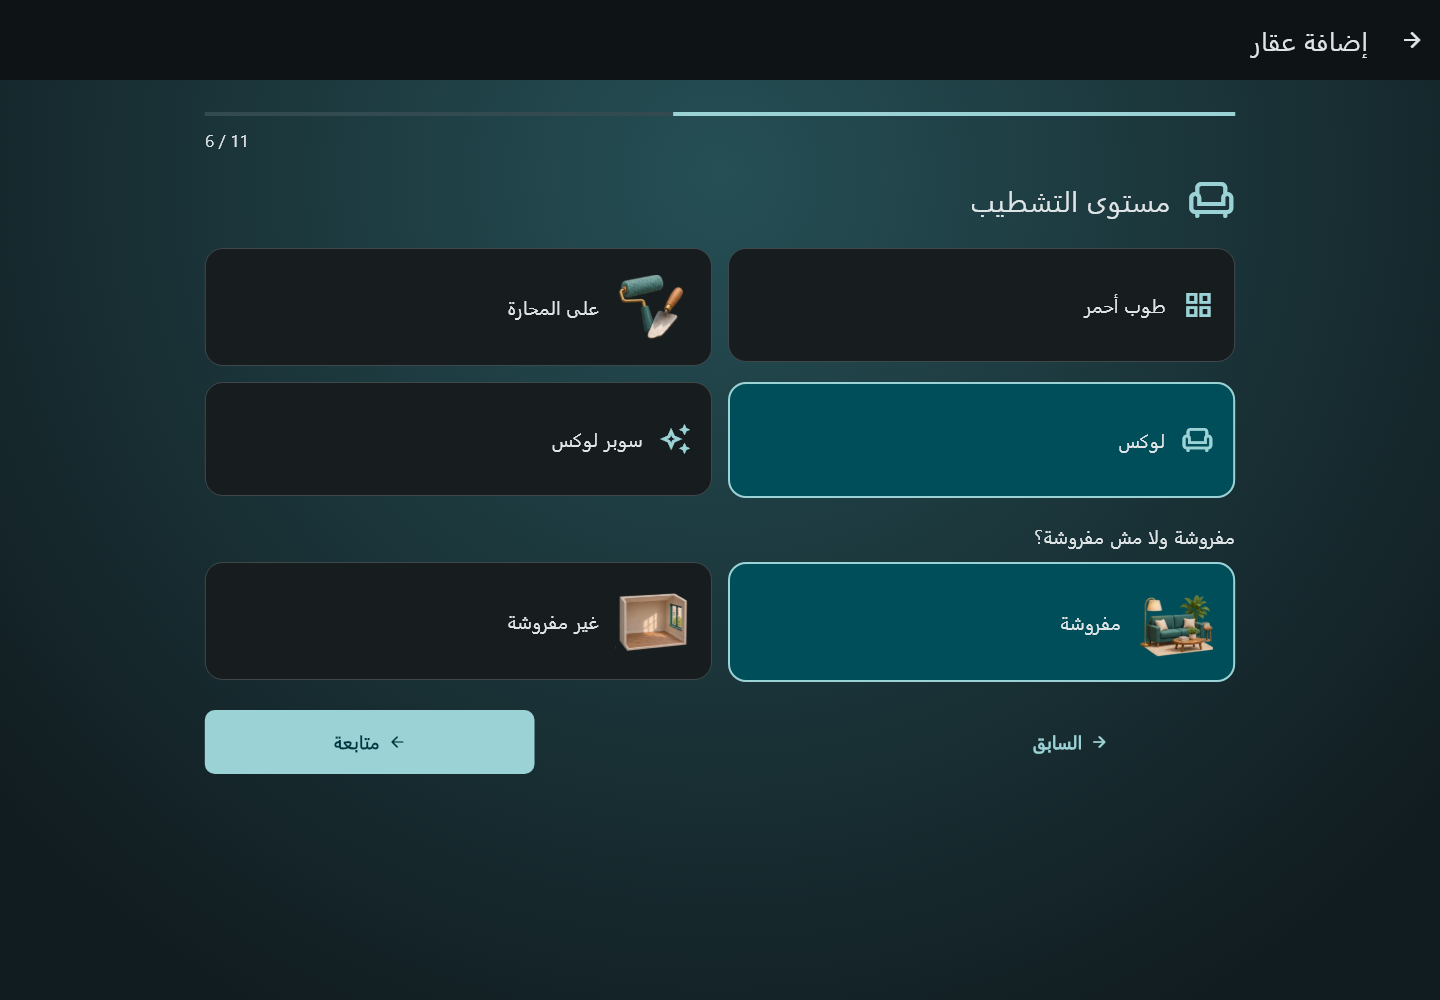 إضافة عقار
6 / 11
مستوى التشطيب
طوب أحمر
على المحارة
لوكس
سوبر لوكس
مفروشة ولا مش مفروشة؟
مفروشة
غير مفروشة
السابق
متابعة